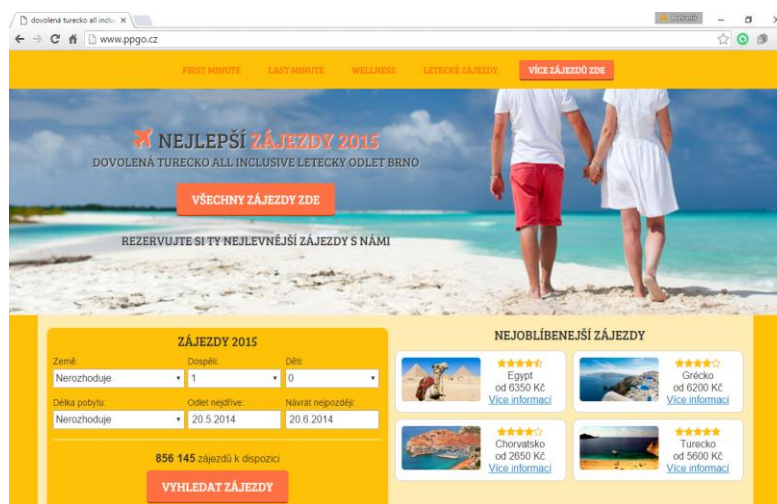 dovolená turecko all inclu
Bohumír
www.ppgo.cz
FIRST MINUTE LAST MINUTE WELLNESS LETECKÉ ZÁJEZDY VÍCE ZÁJEZDŮ ZDE
NEJLEPŠÍ ZÁJEZDY 2015
DOVOLENÁ TURECKO ALL INCLUSIVE LETECKY ODLET BRNO
VŠECHNY ZÁJEZDY ZDE
REZERVUJTE SI TY NEJLEVNĚJŠÍ ZÁJEZDY S NÁMI
ZÁJEZDY 2015
Země: Dospělí: Děti:
Nerozhoduje 1 0
Délka pobytu: Odlet nejdříve: Návrat nejpozději:
Nerozhoduje 20.5.2014 20.6.2014
856 145 zájezdů k dispozici
VYHLEDAT ZÁJEZDY
NEJOBLÍBENEJŠÍ ZÁJEZDY
Egypt
od 6350 Kč
Více informací
Grécko
od 6200 Kč
Více informací
Chorvatsko
od 2650 Kč
Více informací
Turecko
od 5600 Kč
Více informací